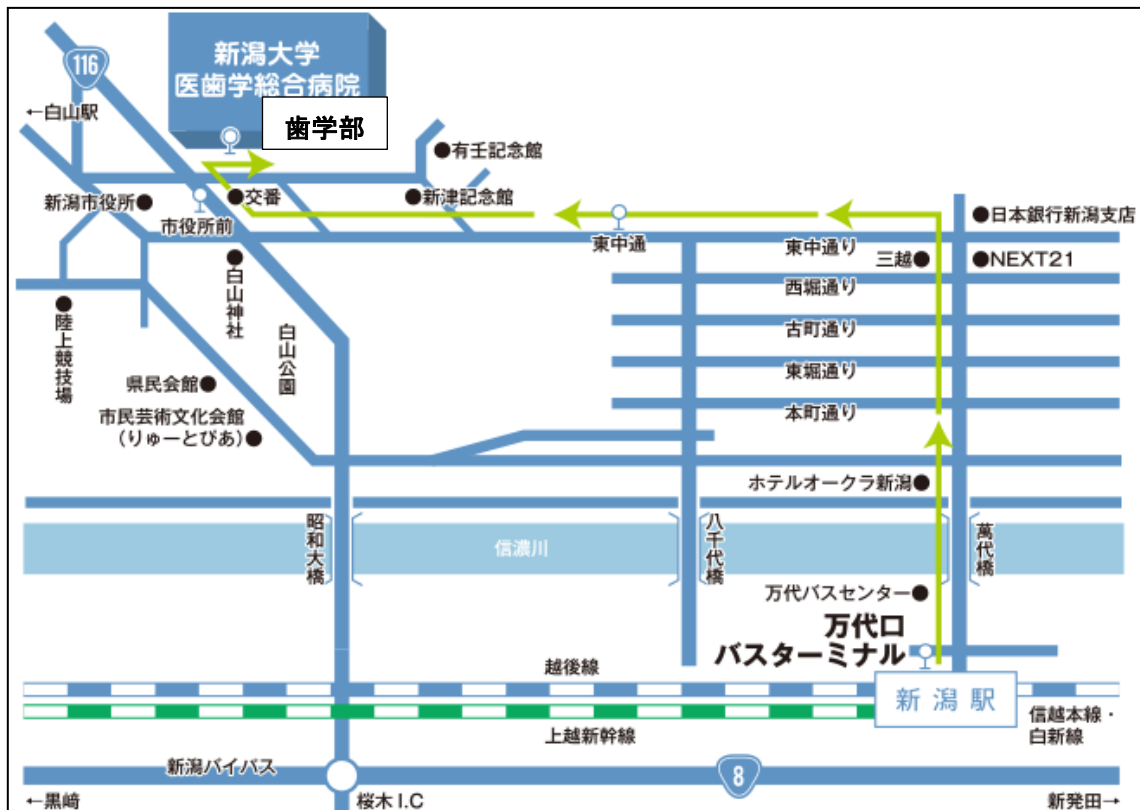 新潟大学
医歯学総合病院
歯学部
116
←白山駅
●有壬記念館
新潟市役所●
●交番
●新津記念館
市役所前
東中通
東中通り
●日本銀行新潟支店
三越●
●NEXT21
西堀通り
古町通り
東堀通り
本町通り
●白山神社
白山公園
●陸上競技場
県民会館●
市民芸術文化会館
(りゅーとぴあ)●
ホテルオークラ新潟●
昭和大橋
信濃川
八千代橋
萬代橋
万代バスセンター●
万代口
バスターミナル
越後線
新潟駅
上越新幹線
信越本線・
白新線
新潟バイパス
8
←黒﨑
桜木I.C
新発田→